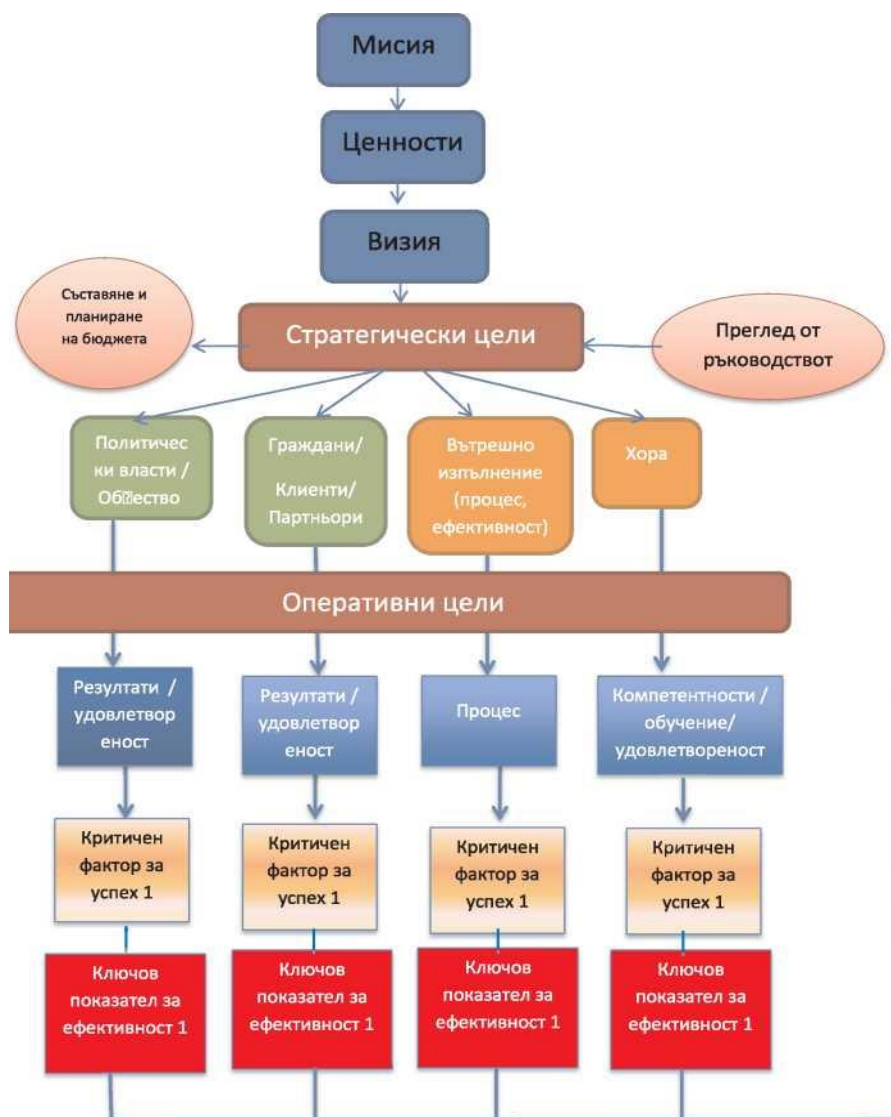 Мисия
Ценности
Визия
Съставяне и
планиране
на бюджета
Стратегически цели
Преглед от
ръководствот
Политичес
ки власти /
Граждани/
Клиенти/
Партньори
Вътрешно
изпълнение
(процес,
ефективност)
Хора
Оперативни цели
Резултати /
удовлетвор
еност
Резултати /
удовлетвор
еност
Процес
Компетентности /
обучение/
удовлетвореност
Критичен
фактор за
успех 1
Критичен
фактор за
успех 1
Критичен
фактор за
успех 1
Критичен
фактор за
успех 1
Ключов
показател за
ефективност 1
Ключов
показател за
ефективност 1
Ключов
показател за
ефективност 1
Ключов
показател за
ефективност 1